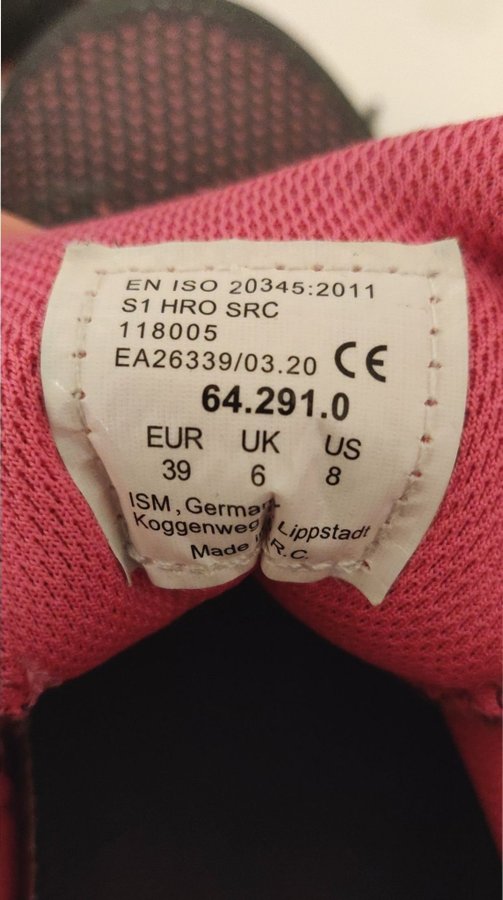 EN ISO 20345:2011
S1 HRO SRC
118005
EA26339/03.20 CE
64.291.0
EUR UK US
39 6 8
ISM, German
Koggenweg Lippstadt
Made R.C.